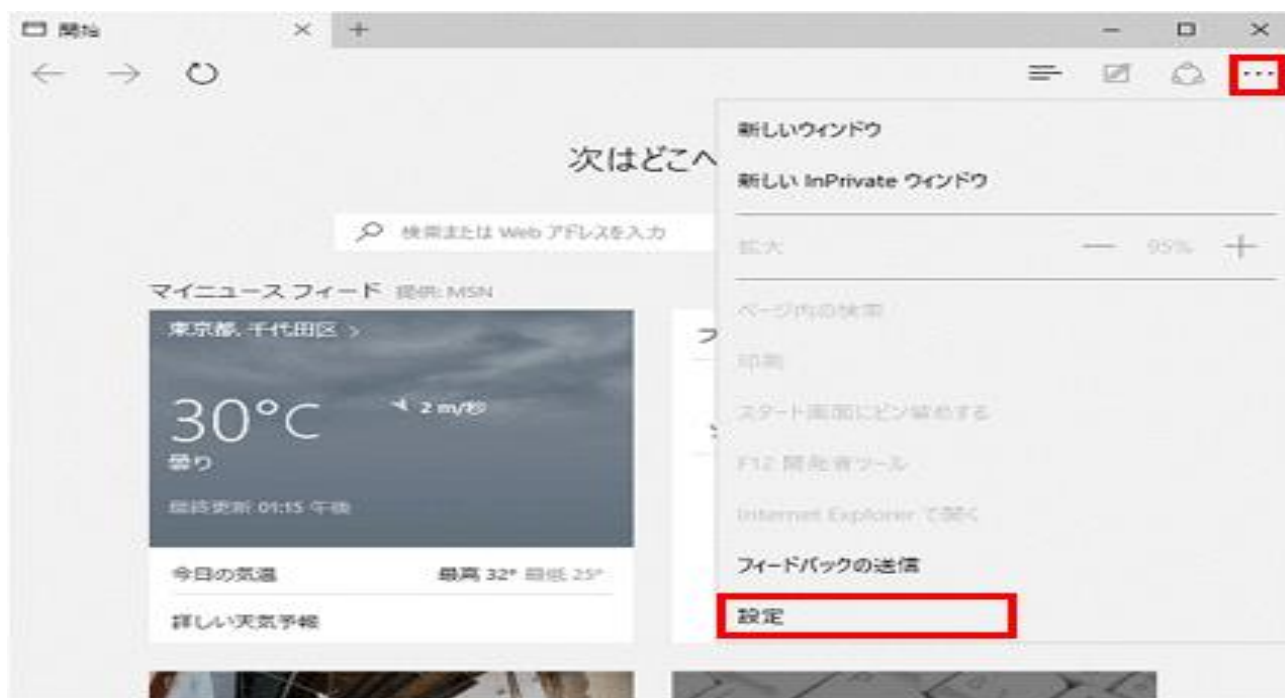 開始
次はどこへ
検索または Web アドレスを入力
マイニュース フィード 提供: MSN
東京都, 千代田区 >
30°C
2 m/秒
曇り
最終更新 01:15 午後
今日の気温 最高 32° 最低 25°
詳しい天気予報
フ
新しいウィンドウ
新しい InPrivate ウィンドウ
拡大 95%
ページ内の検索
印刷
スタート画面にピン留めする
F12 開発者ツール
Internet Explorer で開く
フィードバックの送信
設定